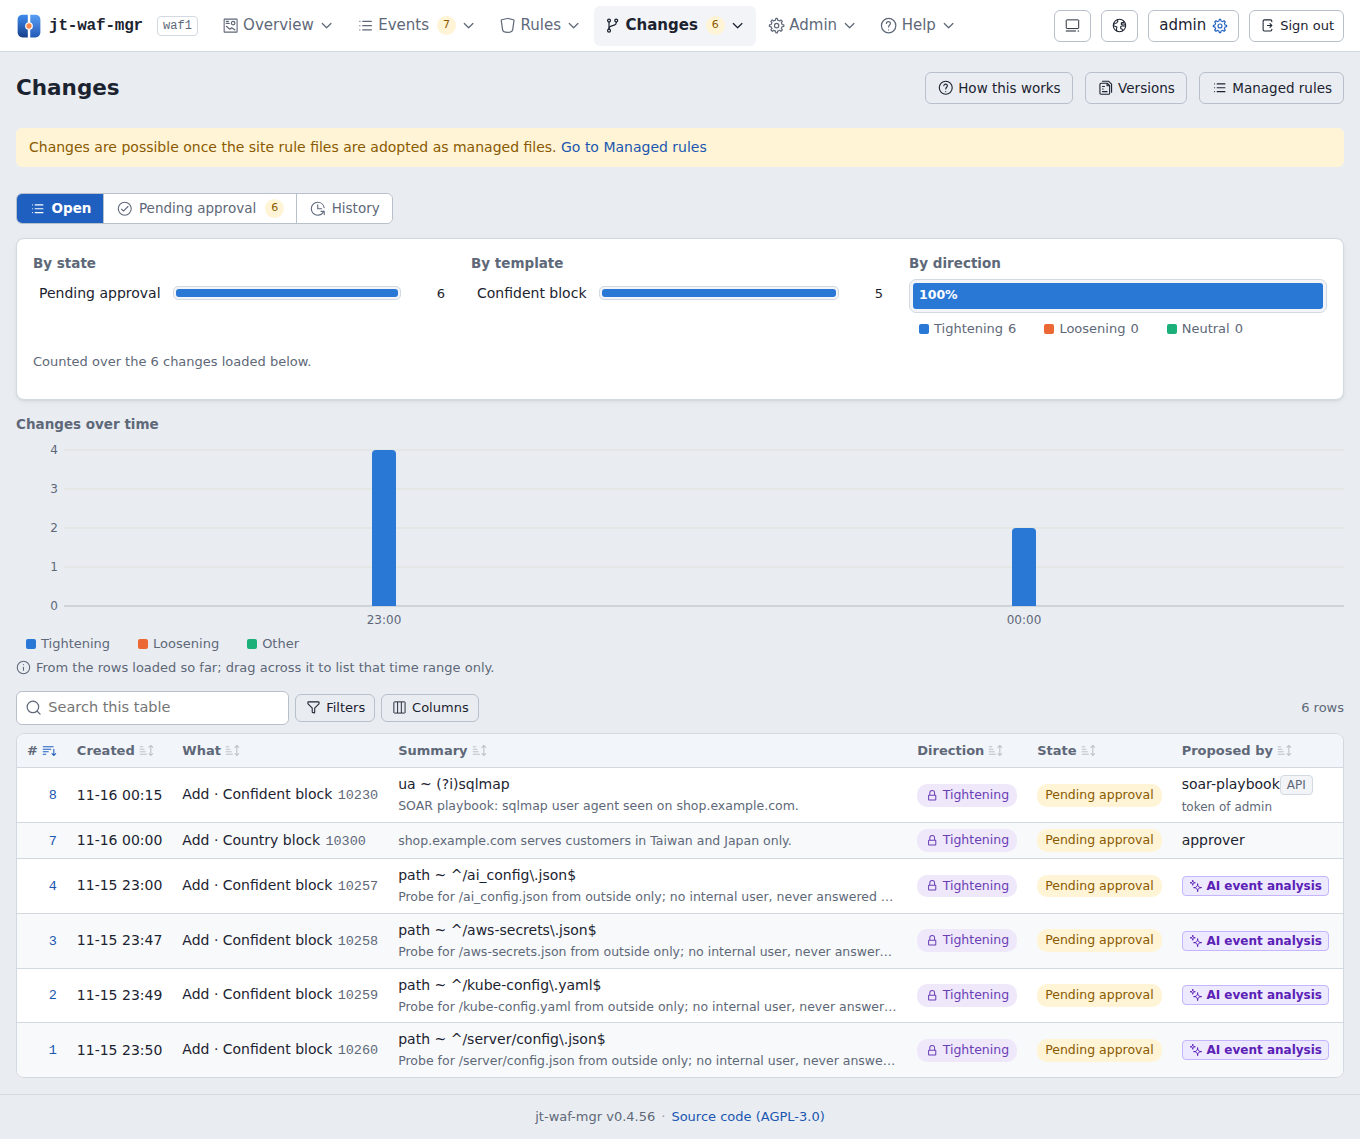 jt-waf-mgr waf1 Overview Events 7 Rules Changes 6 Admin Help admin Sign out
Changes How this works Versions Managed rules
Changes are possible once the site rule files are adopted as managed files. Go to Managed rules
Open Pending approval 6 History
By state By template By direction
Pending approval 6 Confident block 5 100%
Tightening 6 Loosening 0 Neutral 0
Counted over the 6 changes loaded below.
Changes over time
4
3
2
1
0
23:00 00:00
Tightening Loosening Other
From the rows loaded so far; drag across it to list that time range only.
Search this table Filters Columns 6 rows
# Created What Summary Direction State Proposed by
8 11-16 00:15 Add · Confident block 10230 ua ~ (?i)sqlmap Tightening Pending approval soar-playbook API
SOAR playbook: sqlmap user agent seen on shop.example.com. token of admin
7 11-16 00:00 Add · Country block 10300 shop.example.com serves customers in Taiwan and Japan only. Tightening Pending approval approver
4 11-15 23:00 Add · Confident block 10257 path ~ ^/ai_config\.json$ Tightening Pending approval AI event analysis
Probe for /ai_config.json from outside only; no internal user, never answered …
3 11-15 23:47 Add · Confident block 10258 path ~ ^/aws-secrets\.json$ Tightening Pending approval AI event analysis
Probe for /aws-secrets.json from outside only; no internal user, never answer…
2 11-15 23:49 Add · Confident block 10259 path ~ ^/kube-config\.yaml$ Tightening Pending approval AI event analysis
Probe for /kube-config.yaml from outside only; no internal user, never answer…
1 11-15 23:50 Add · Confident block 10260 path ~ ^/server/config\.json$ Tightening Pending approval AI event analysis
Probe for /server/config.json from outside only; no internal user, never answe…
jt-waf-mgr v0.4.56 · Source code (AGPL-3.0)